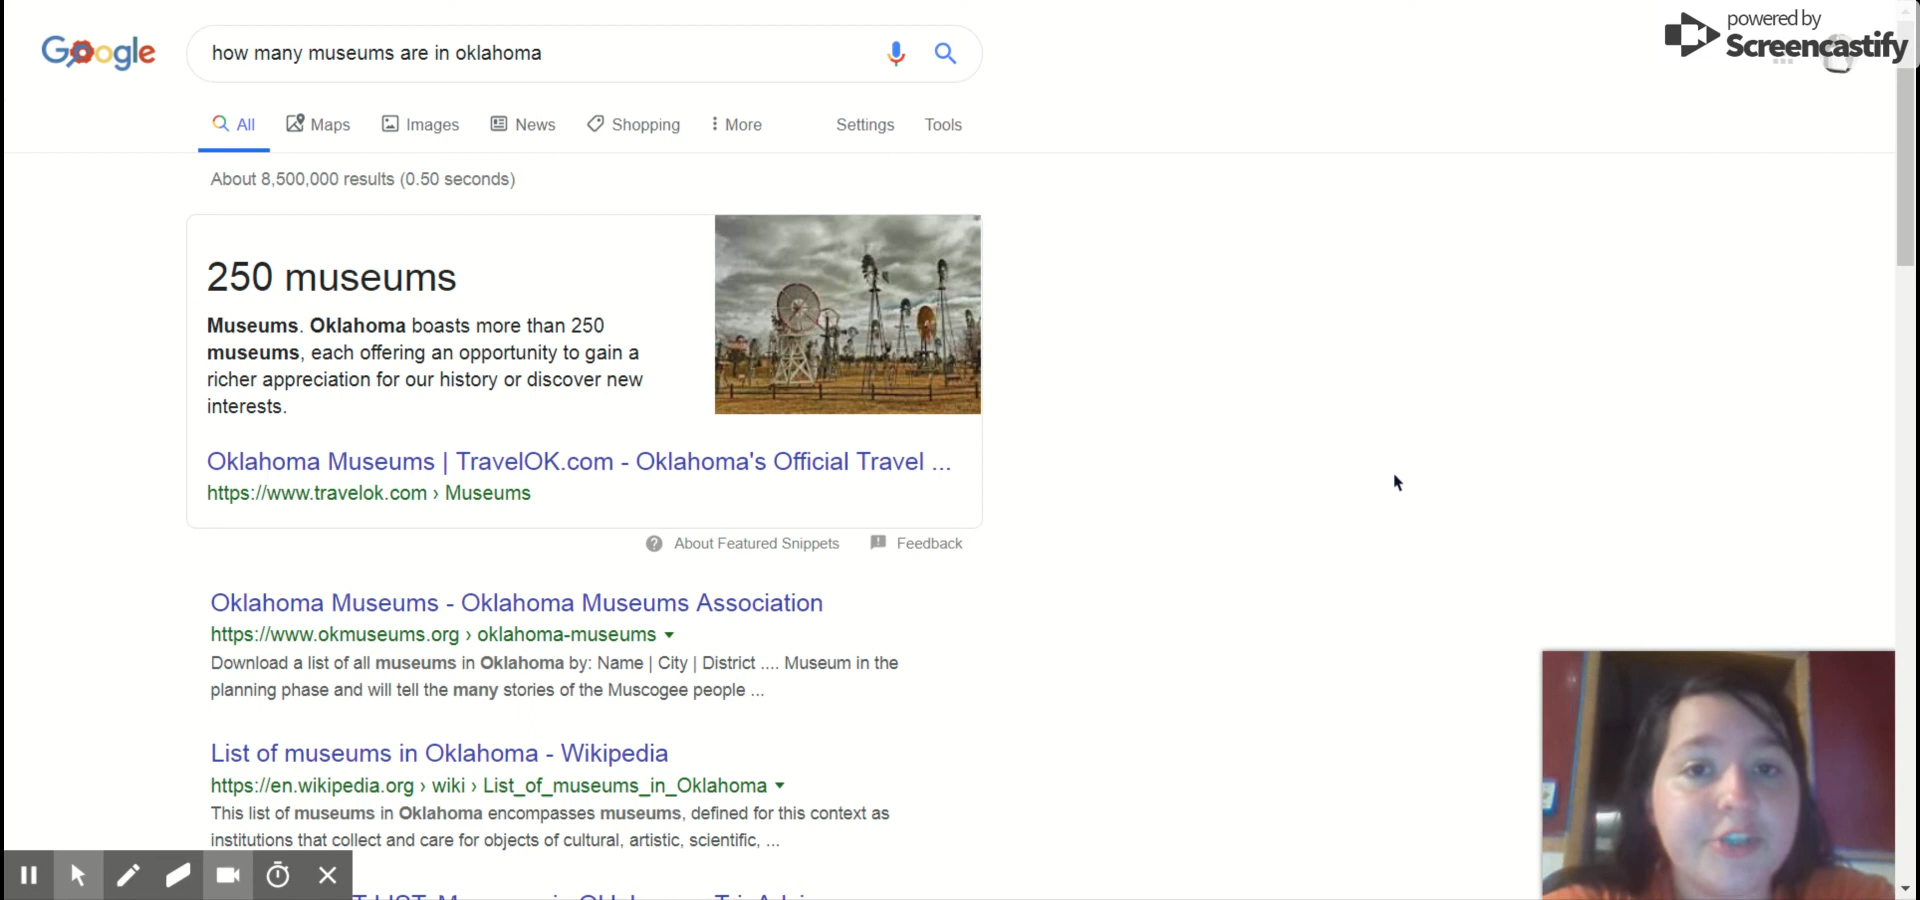 powered by
Screencastify
Google
how many museums are in oklahoma
All
Maps
Images
News
Shopping
More
Settings
Tools
About 8,500,000 results (0.50 seconds)
250 museums
Museums. Oklahoma boasts more than 250
museums, each offering an opportunity to gain a
richer appreciation for our history or discover new
interests.
Oklahoma Museums | TravelOK.com - Oklahoma's Official Travel ...
https://www.travelok.com › Museums
About Featured Snippets
Feedback
Oklahoma Museums - Oklahoma Museums Association
https://www.okmuseums.org › oklahoma-museums
Download a list of all museums in Oklahoma by: Name | City | District .... Museum in the
planning phase and will tell the many stories of the Muscogee people ...
List of museums in Oklahoma - Wikipedia
https://en.wikipedia.org › wiki › List_of_museums_in_Oklahoma
This list of museums in Oklahoma encompasses museums, defined for this context as
institutions that collect and care for objects of cultural, artistic, scientific, ...